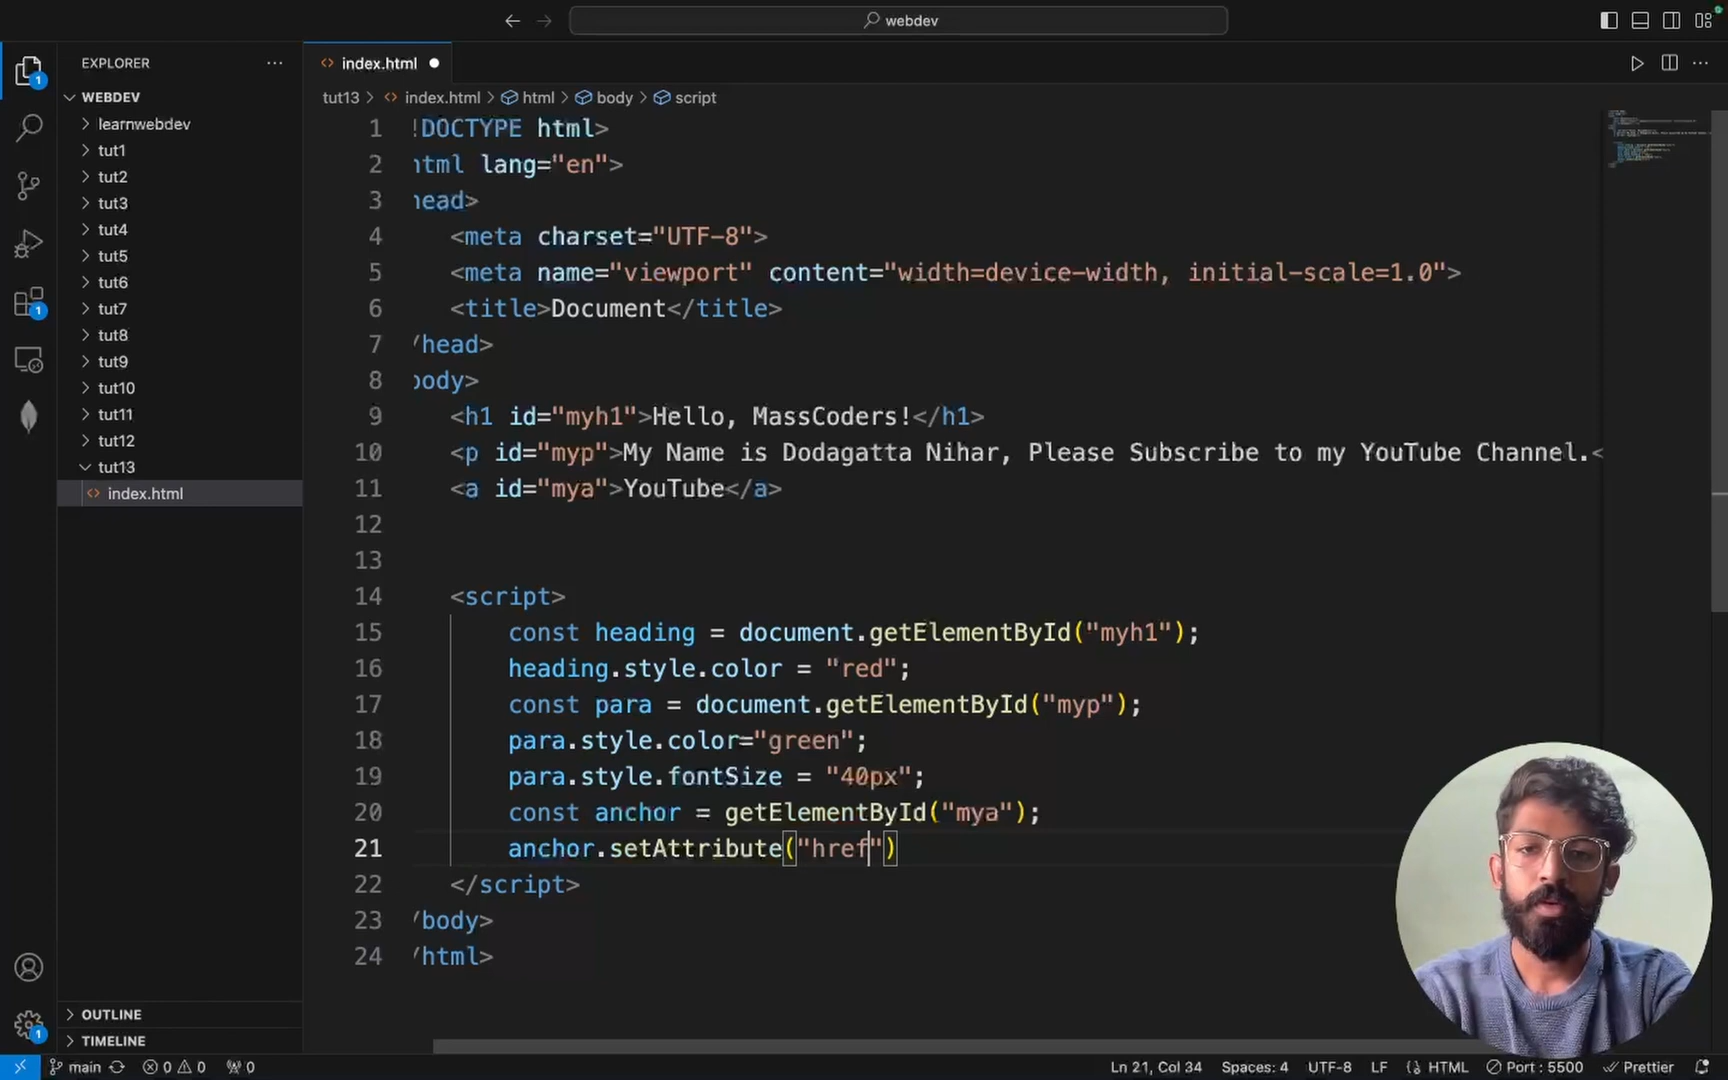 webdev
EXPLORER
index.html
WEBDEV
tut13 > index.html > html > body > script
learnwebdev
tut1
tut2
tut3
tut4
tut5
tut6
tut7
tut8
tut9
tut10
tut11
tut12
tut13
index.html
1 !DOCTYPE html>
2 html lang="en">
3 head>
4 <meta charset="UTF-8">
5 <meta name="viewport" content="width=device-width, initial-scale=1.0">
6 <title>Document</title>
7 /head>
8 body>
9 <h1 id="myh1">Hello, MassCoders!</h1>
10 <p id="myp">My Name is Dodagatta Nihar, Please Subscribe to my YouTube Channel.<
11 <a id="mya">YouTube</a>
12
13
14 <script>
15 const heading = document.getElementById("myh1");
16 heading.style.color = "red";
17 const para = document.getElementById("myp");
18 para.style.color="green";
19 para.style.fontSize = "40px";
20 const anchor = getElementById("mya");
21 anchor.setAttribute("href")
22 </script>
23 /body>
24 /html>
1
1
1
OUTLINE
TIMELINE
main 0 0 0 Ln 21, Col 34 Spaces: 4 UTF-8 LF HTML Port : 5500 Prettier